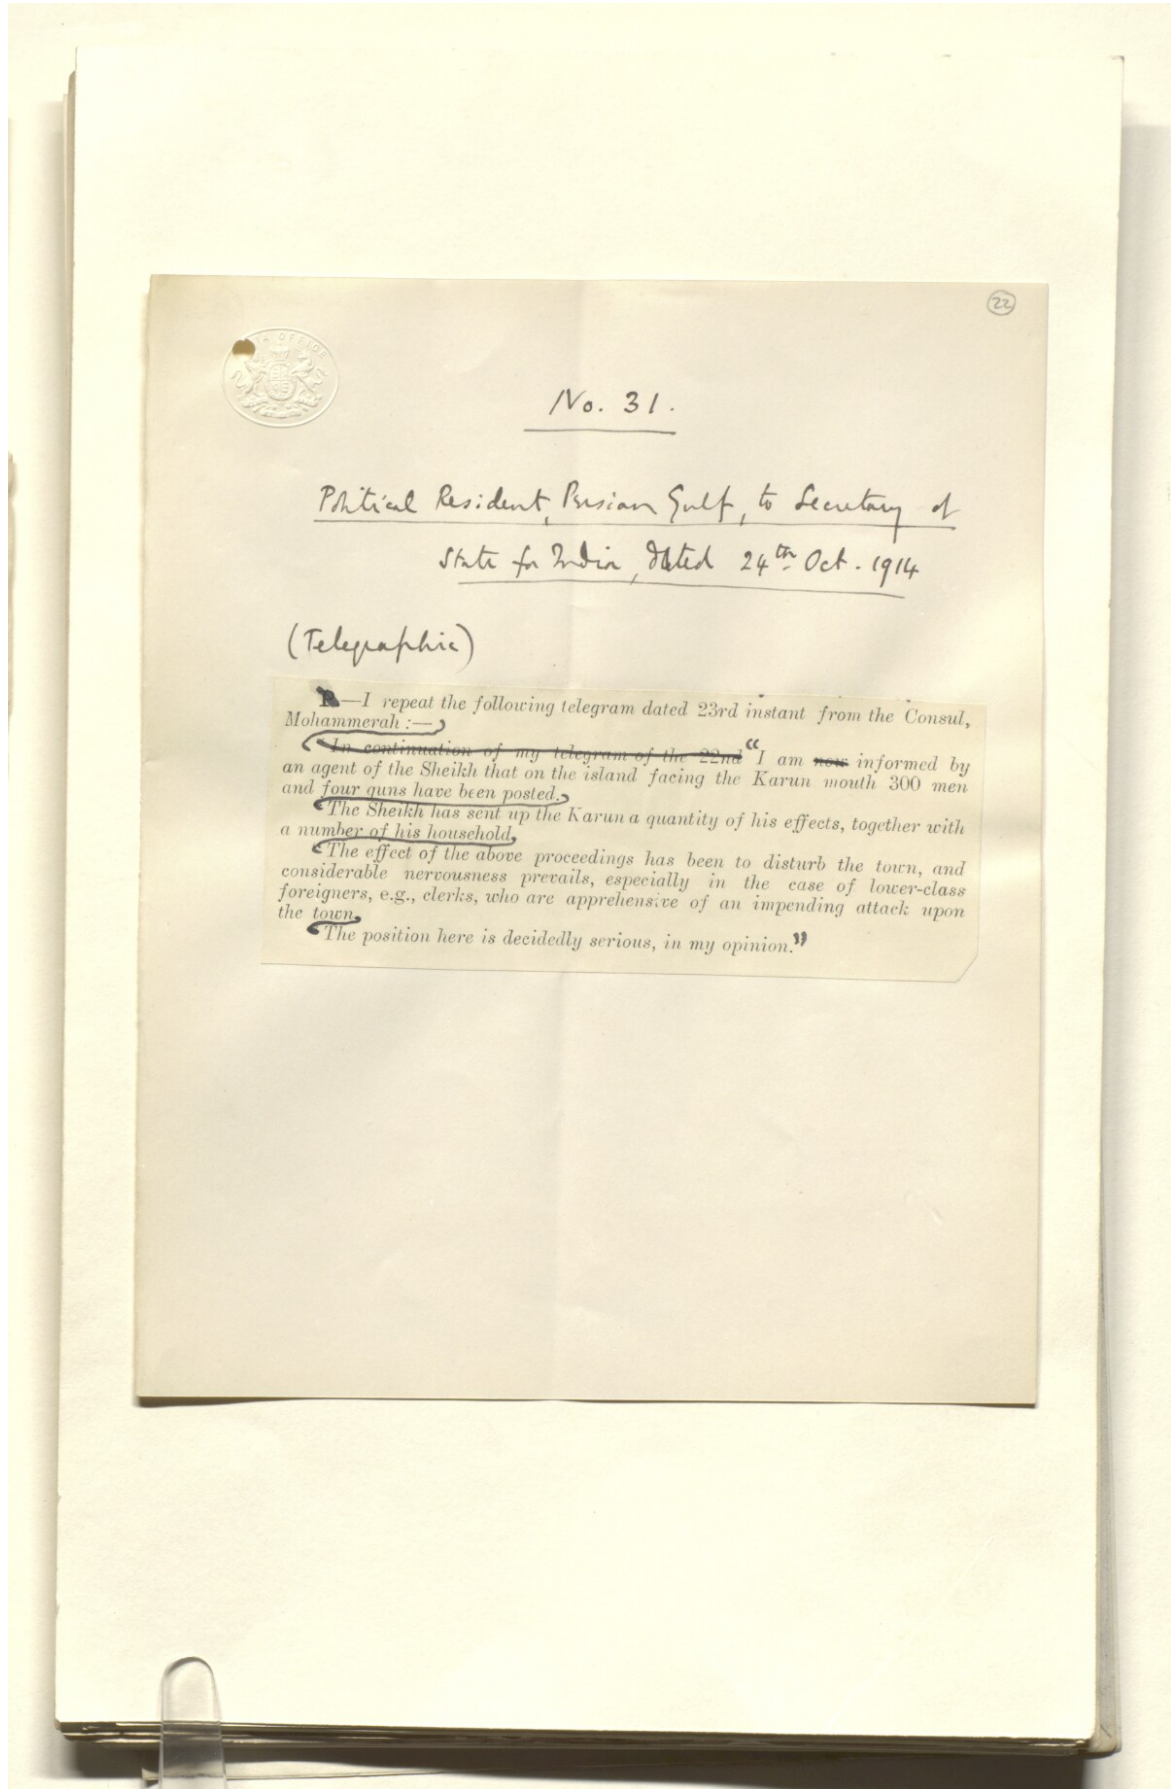 22
OFFICE
No. 31.
Political Resident, Persian Gulf, to Secretary of
State for India, dated 24th Oct. 1914
(Telegraphic)
P.—I repeat the following telegram dated 23rd instant from the Consul,
Mohammerah:—
In continuation of my telegram of the 22nd "I am now informed by
an agent of the Sheikh that on the island facing the Karun mouth 300 men
and four guns have been posted.
The Sheikh has sent up the Karun a quantity of his effects, together with
a number of his household.
The effect of the above proceedings has been to disturb the town, and
considerable nervousness prevails, especially in the case of lower-class
foreigners, e.g., clerks, who are apprehensive of an impending attack upon
the town.
The position here is decidedly serious, in my opinion."